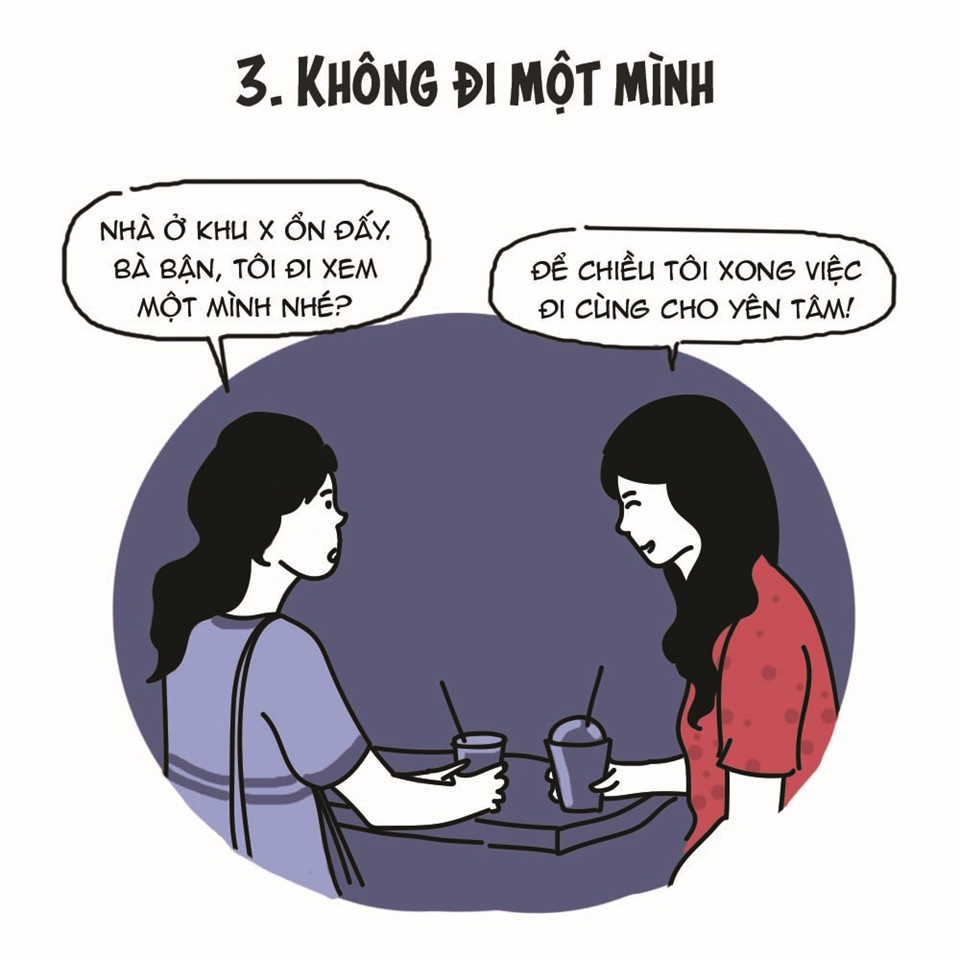 3. KHÔNG ĐI MỘT MÌNH
NHÀ Ở KHU X ỔN ĐẤY.
BÀ BẬN, TÔI ĐI XEM
MỘT MÌNH NHÉ?
ĐỂ CHIỀU TÔI XONG VIỆC
ĐI CÙNG CHO YÊN TÂM!